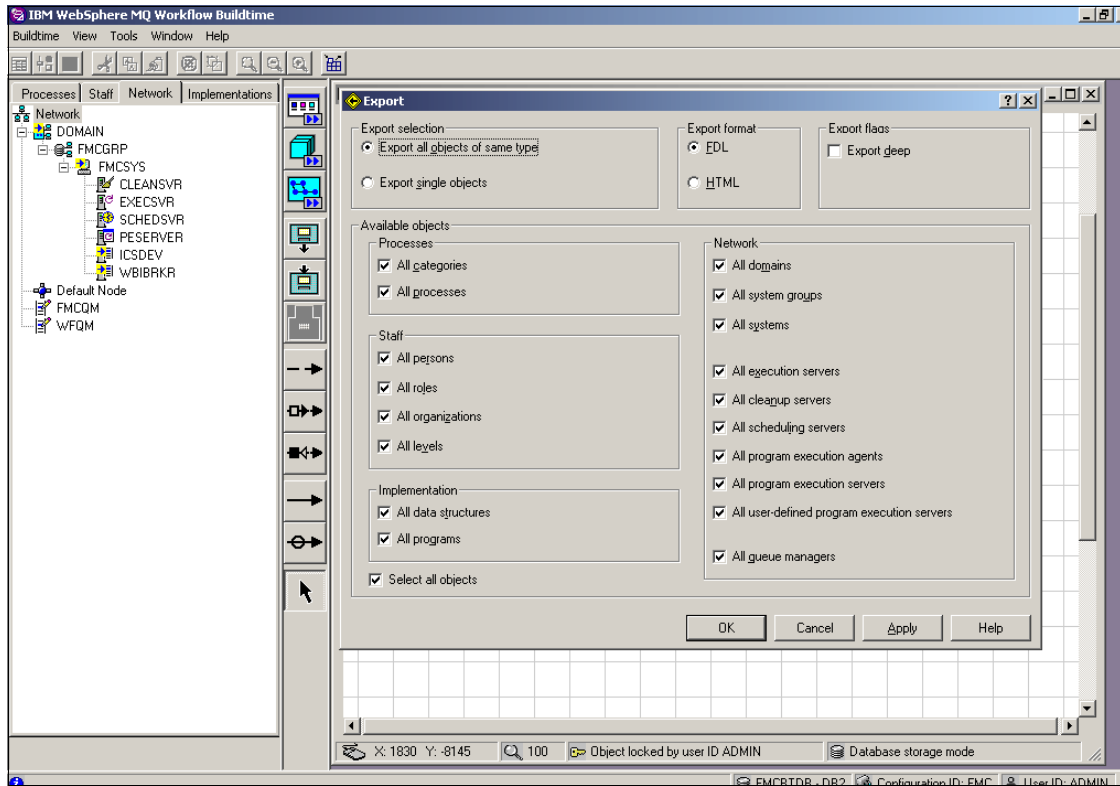 IBM WebSphere MQ Workflow Buildtime
Buildtime View Tools Window Help
Processes Staff Network Implementations
Network
DOMAIN
FMCGRP
FMCSYS
CLEANSVR
EXECSVR
SCHEDSVR
PESERVER
ICSDEV
WBIBRKR
Default Node
FMCQM
WFQM
Export
Export selection
Export all objects of same type
Export single objects
Export format
FDL
HTML
Export flags
Export deep
Available objects
Processes
All categories
All processes
Staff
All persons
All roles
All organizations
All levels
Implementation
All data structures
All programs
Select all objects
Network
All domains
All system groups
All systems
All execution servers
All cleanup servers
All scheduling servers
All program execution agents
All program execution servers
All user-defined program execution servers
All queue managers
OK Cancel Apply Help
X: 1830 Y: -8145 100 Object locked by user ID ADMIN Database storage mode
FMCBTDB - DB2 Configuration ID: FMC User ID: ADMIN